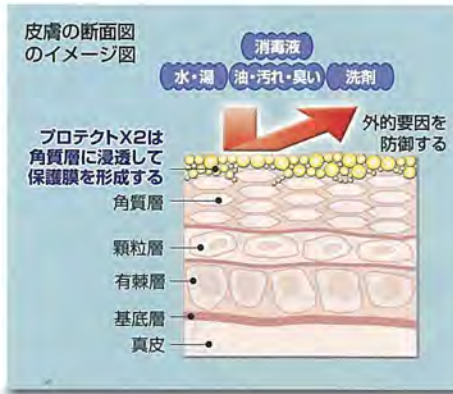 皮膚の断面図
のイメージ図
消毒液
水・湯
油・汚れ・臭い
洗剤
外的要因を
防御する
プロテクトX2は
角質層に浸透して
保護膜を形成する
角質層
顆粒層
有棘層
基底層
真皮